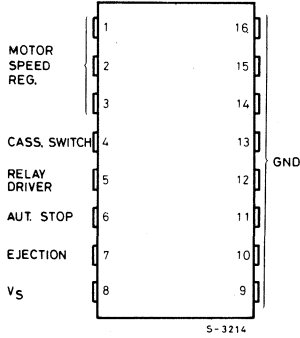 1 16
MOTOR
SPEED 2 15
REG.
3 14
CASS. SWITCH 4 13
GND
RELAY
DRIVER 5 12
AUT. STOP 6 11
EJECTION 7 10
VS 8 9
S-3214